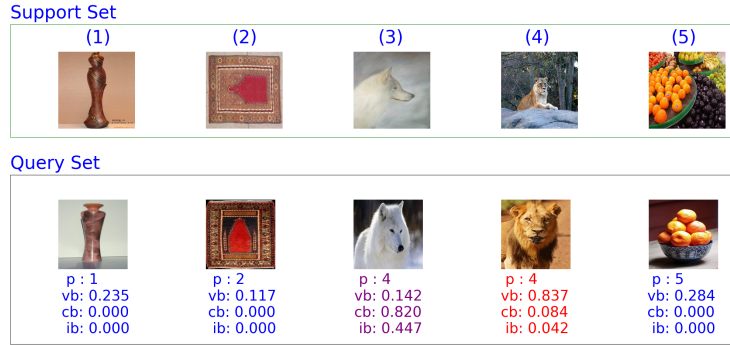 Support Set
(1) (2) (3) (4) (5)
Query Set
p : 1 p : 2 p : 4 p : 4 p : 5
vb: 0.235 vb: 0.117 vb: 0.142 vb: 0.837 vb: 0.284
cb: 0.000 cb: 0.000 cb: 0.820 cb: 0.084 cb: 0.000
ib: 0.000 ib: 0.000 ib: 0.447 ib: 0.042 ib: 0.000